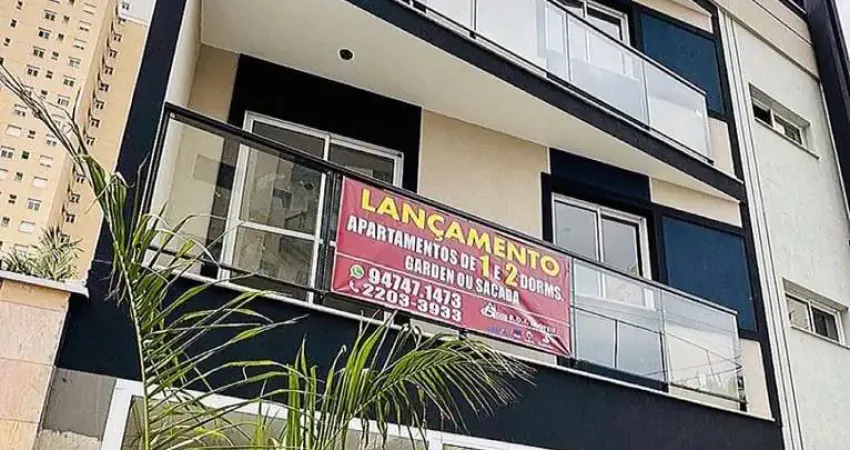 LANÇAMENTO
APARTAMENTOS DE 1 E 2 DORMS.
GARDEN OU SACADA
94747.1473
2203-3933